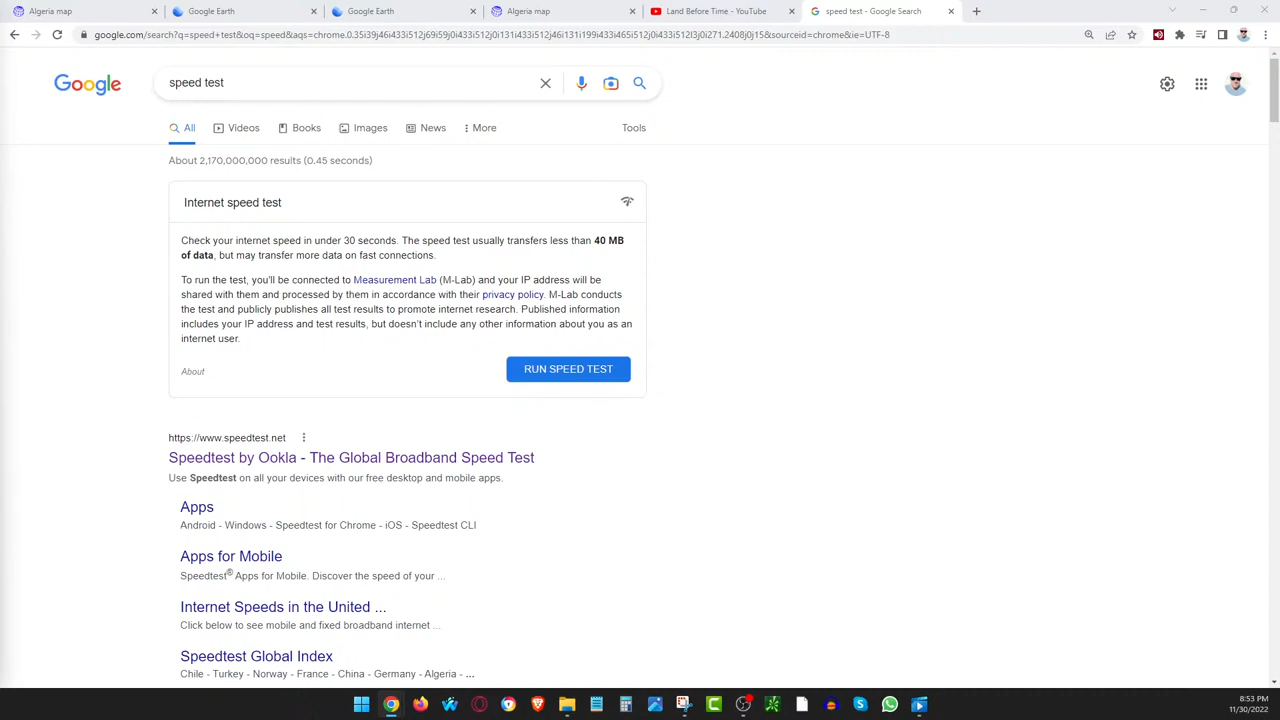 Algeria map
Google Earth
Google Earth
Algeria map
Land Before Time - YouTube
speed test - Google Search
google.com/search?q=speed+test&oq=speed&aqs=chrome.0.35i39j46i433i512j69i59j0i131i433i512j46i131i199i433i465i512j0i433i512l3j0i271.2408j0j15&sourceid=chrome&ie=UTF-8
Google
speed test
All
Videos
Books
Images
News
More
Tools
About 2,170,000,000 results (0.45 seconds)
Internet speed test
Check your internet speed in under 30 seconds. The speed test usually transfers less than 40 MB
of data, but may transfer more data on fast connections.
To run the test, you'll be connected to Measurement Lab (M-Lab) and your IP address will be
shared with them and processed by them in accordance with their privacy policy. M-Lab conducts
the test and publicly publishes all test results to promote internet research. Published information
includes your IP address and test results, but doesn't include any other information about you as an
internet user.
About
RUN SPEED TEST
https://www.speedtest.net
Speedtest by Ookla - The Global Broadband Speed Test
Use Speedtest on all your devices with our free desktop and mobile apps.
Apps
Android - Windows - Speedtest for Chrome - iOS - Speedtest CLI
Apps for Mobile
Speedtest® Apps for Mobile. Discover the speed of your ...
Internet Speeds in the United ...
Click below to see mobile and fixed broadband internet ...
Speedtest Global Index
Chile - Turkey - Norway - France - China - Germany - Algeria - ...
8:53 PM
11/30/2022